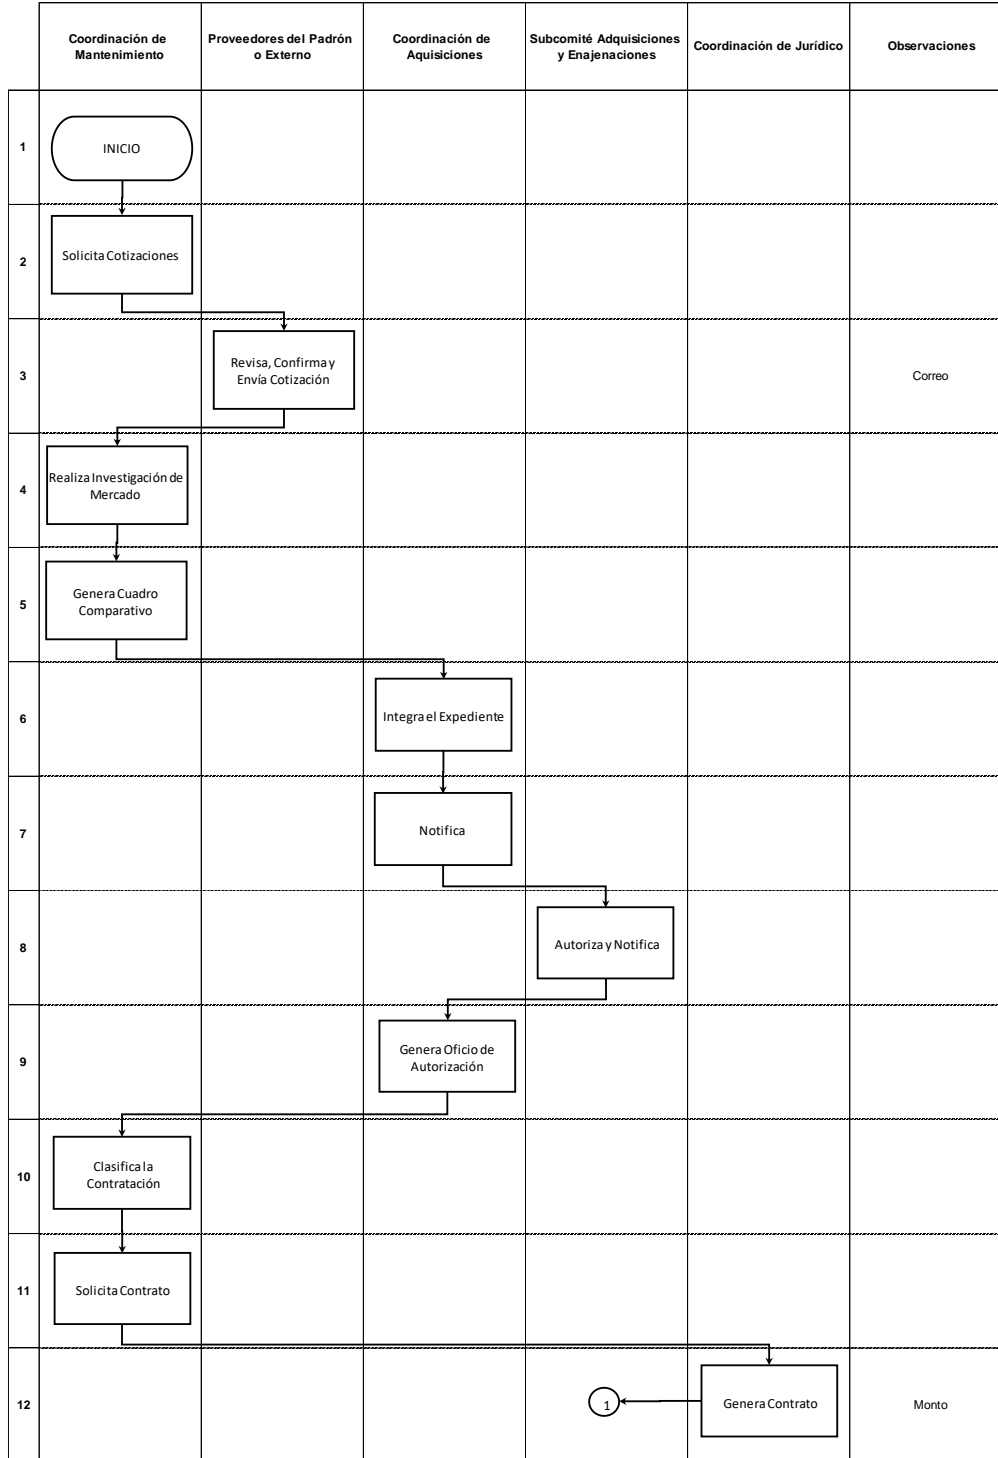 Coordinación de
Mantenimiento
Proveedores del Padrón
o Externo
Coordinación de
Aquisiciones
Subcomité Adquisiciones
y Enajenaciones
Coordinación de Jurídico
Observaciones
1
INICIO
2
Solicita Cotizaciones
3
Revisa, Confirma y
Envía Cotización
Correo
4
Realiza Investigación de
Mercado
5
Genera Cuadro
Comparativo
6
Integra el Expediente
7
Notifica
8
Autoriza y Notifica
9
Genera Oficio de
Autorización
10
Clasifica la
Contratación
11
Solicita Contrato
12
1
Genera Contrato
Monto